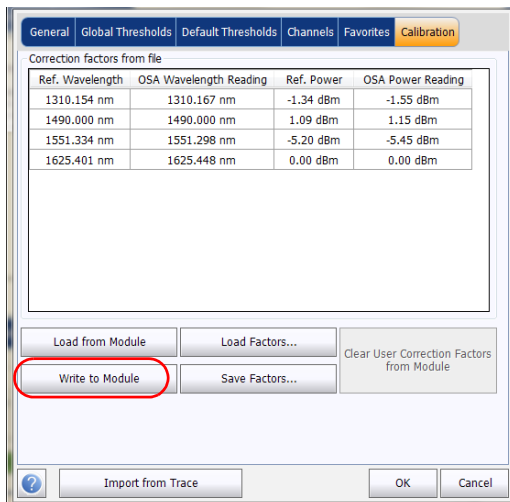 General Global Thresholds Default Thresholds Channels Favorites Calibration
Correction factors from file
Ref. Wavelength OSA Wavelength Reading Ref. Power OSA Power Reading
1310.154 nm 1310.167 nm -1.34 dBm -1.55 dBm
1490.000 nm 1490.000 nm 1.09 dBm 1.15 dBm
1551.334 nm 1551.298 nm -5.20 dBm -5.45 dBm
1625.401 nm 1625.448 nm 0.00 dBm 0.00 dBm
Load from Module Load Factors...
Clear User Correction Factors
from Module
Write to Module Save Factors...
? Import from Trace OK Cancel